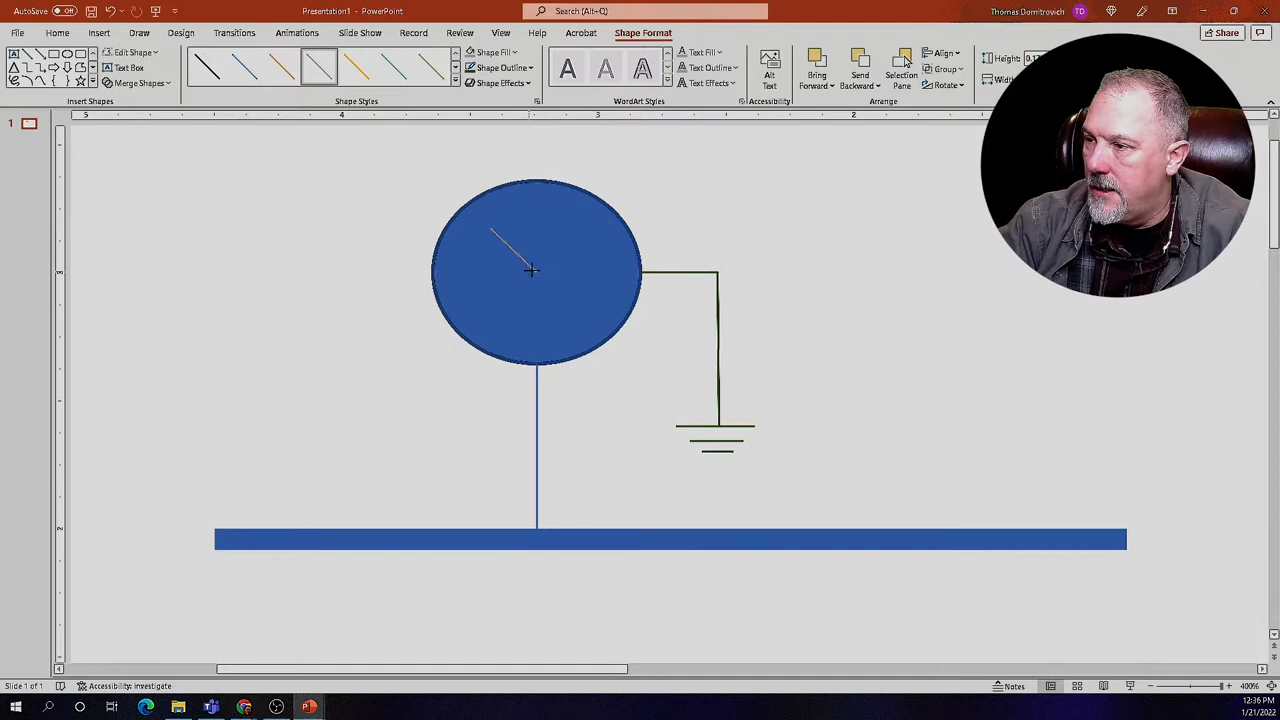 AutoSave Off Presentation1 - PowerPoint Search (Alt+Q) Thomas Domitrovich TD
File Home Insert Draw Design Transitions Animations Slide Show Record Review View Help Acrobat Shape Format Share
Edit Shape
Text Box
Merge Shapes
Insert Shapes
Shape Styles
Shape Fill
Shape Outline
Shape Effects
A A A
WordArt Styles
Text Fill
Text Outline
Text Effects
Alt
Text
Accessibility
Bring
Forward
Send
Backward
Selection
Pane
Align
Group
Rotate
Arrange
Height:
5 4 3 2
1
3
2
Slide 1 of 1 Accessibility: Investigate Notes 400%
12:36 PM
1/21/2022